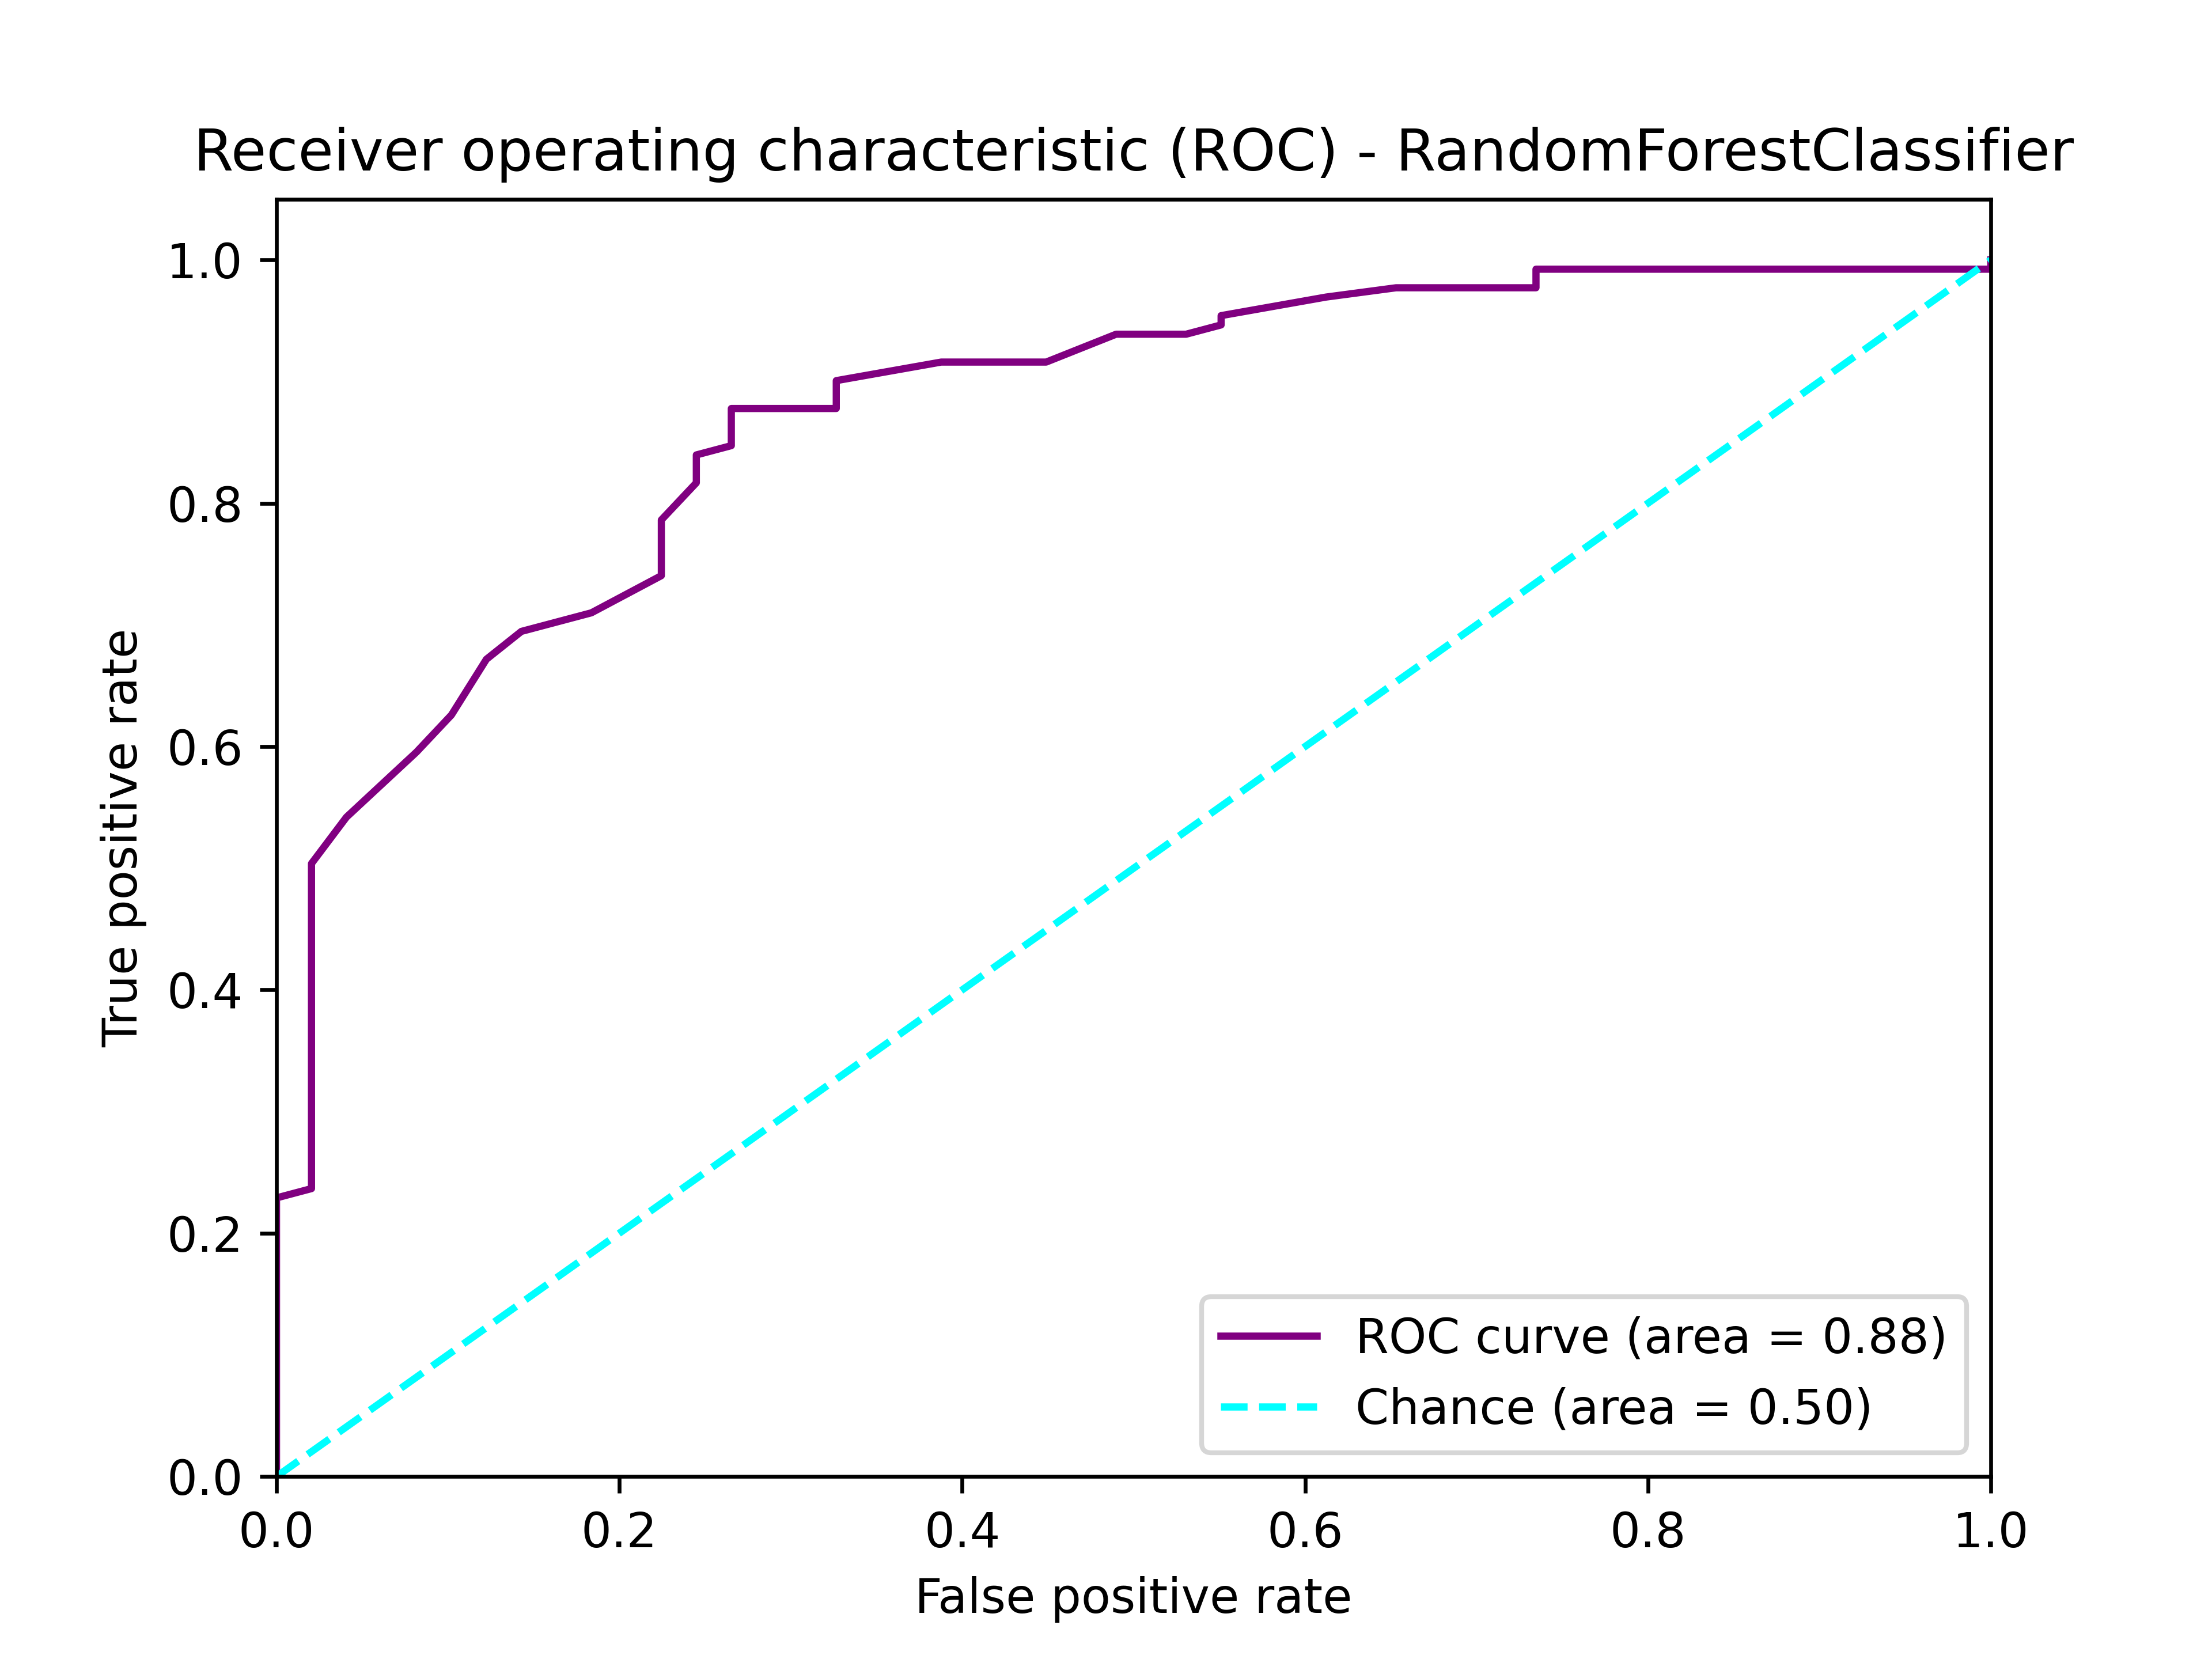 Receiver operating characteristic (ROC) - RandomForestClassifier
1.0
0.8
0.6
0.4
0.2
0.0
True positive rate
0.0 0.2 0.4 0.6 0.8 1.0
False positive rate
ROC curve (area = 0.88)
Chance (area = 0.50)